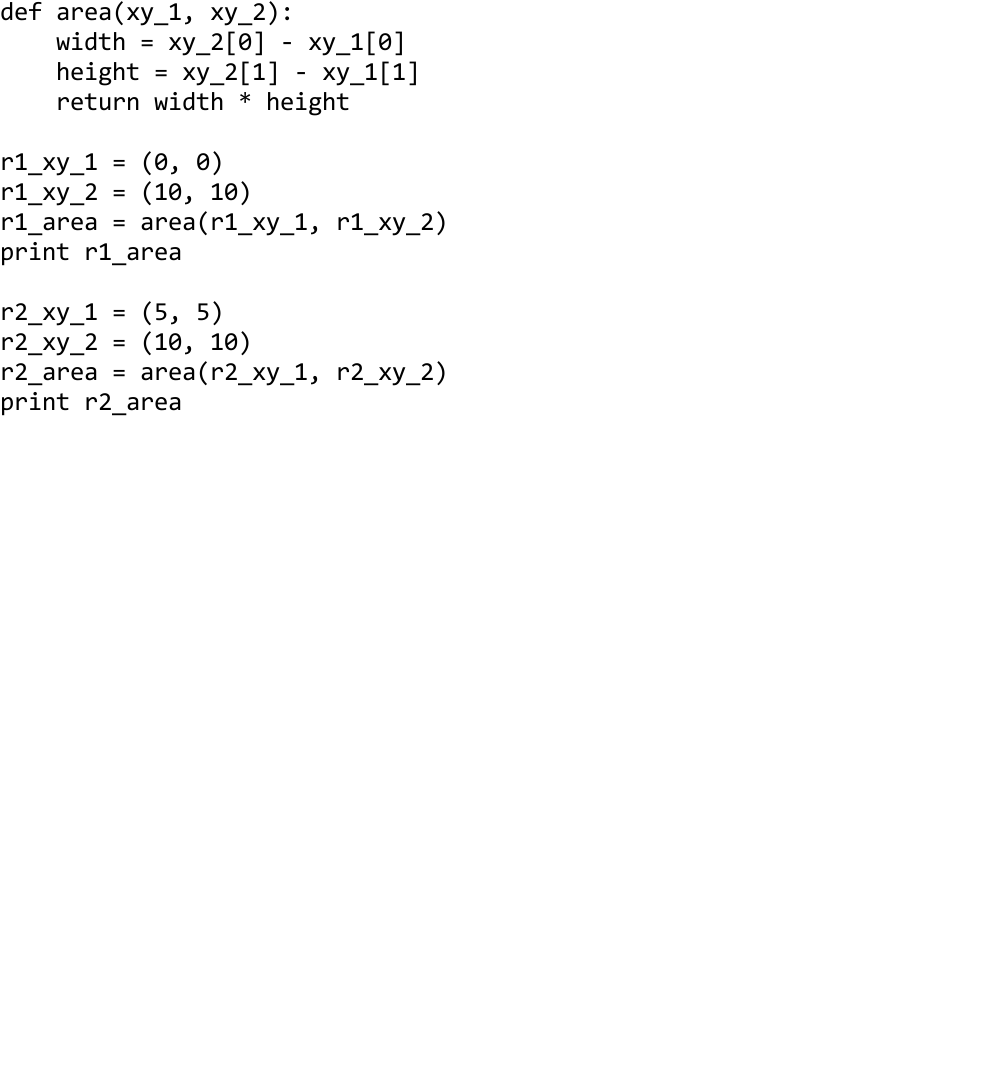 def area(xy_1, xy_2):
    width = xy_2[0] - xy_1[0]
    height = xy_2[1] - xy_1[1]
    return width * height

r1_xy_1 = (0, 0)
r1_xy_2 = (10, 10)
r1_area = area(r1_xy_1, r1_xy_2)
print r1_area

r2_xy_1 = (5, 5)
r2_xy_2 = (10, 10)
r2_area = area(r2_xy_1, r2_xy_2)
print r2_area